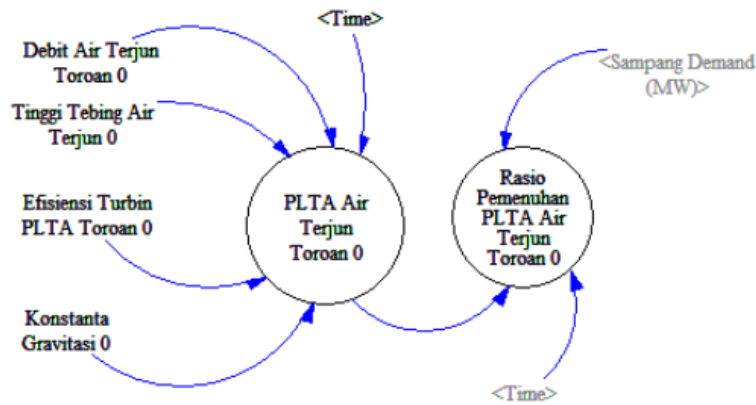 Debit Air Terjun
Toroan 0
<Time>
<Sampang Demand
(MW)>
Tinggi Tebing Air
Terjun 0
Efisiensi Turbin
PLTA Toroan 0
Konstanta
Gravitasi 0
PLTA Air
Terjun
Toroan 0
Rasio
Pemenuhan
PLTA Air
Terjun
Toroan 0
<Time>